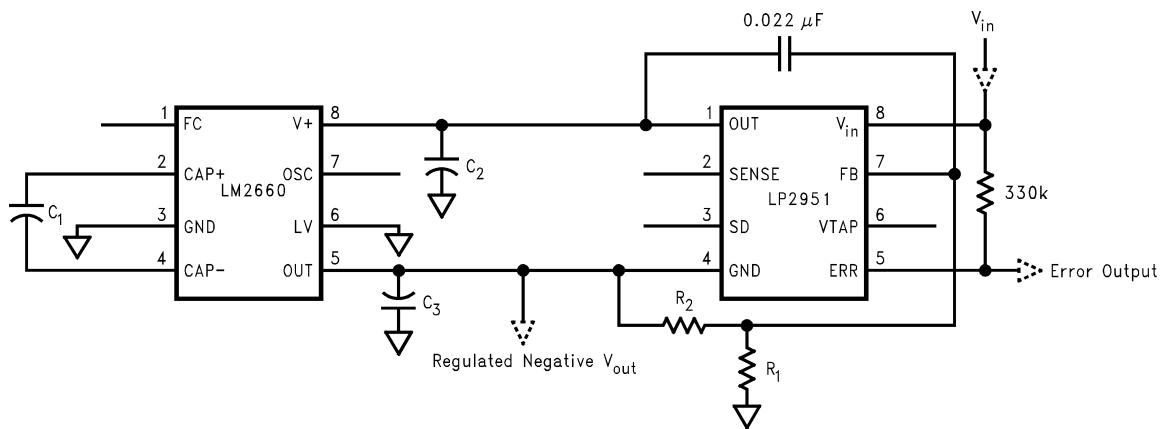 0.022 μF
V_in
1 FC V+ 8
2 CAP+ OSC 7
LM2660
3 GND LV 6
4 CAP- OUT 5
C_1
C_2
C_3
1 OUT V_in 8
2 SENSE FB 7
LP2951
3 SD VTAP 6
4 GND ERR 5
330k
Error Output
R_2
R_1
Regulated Negative V_out